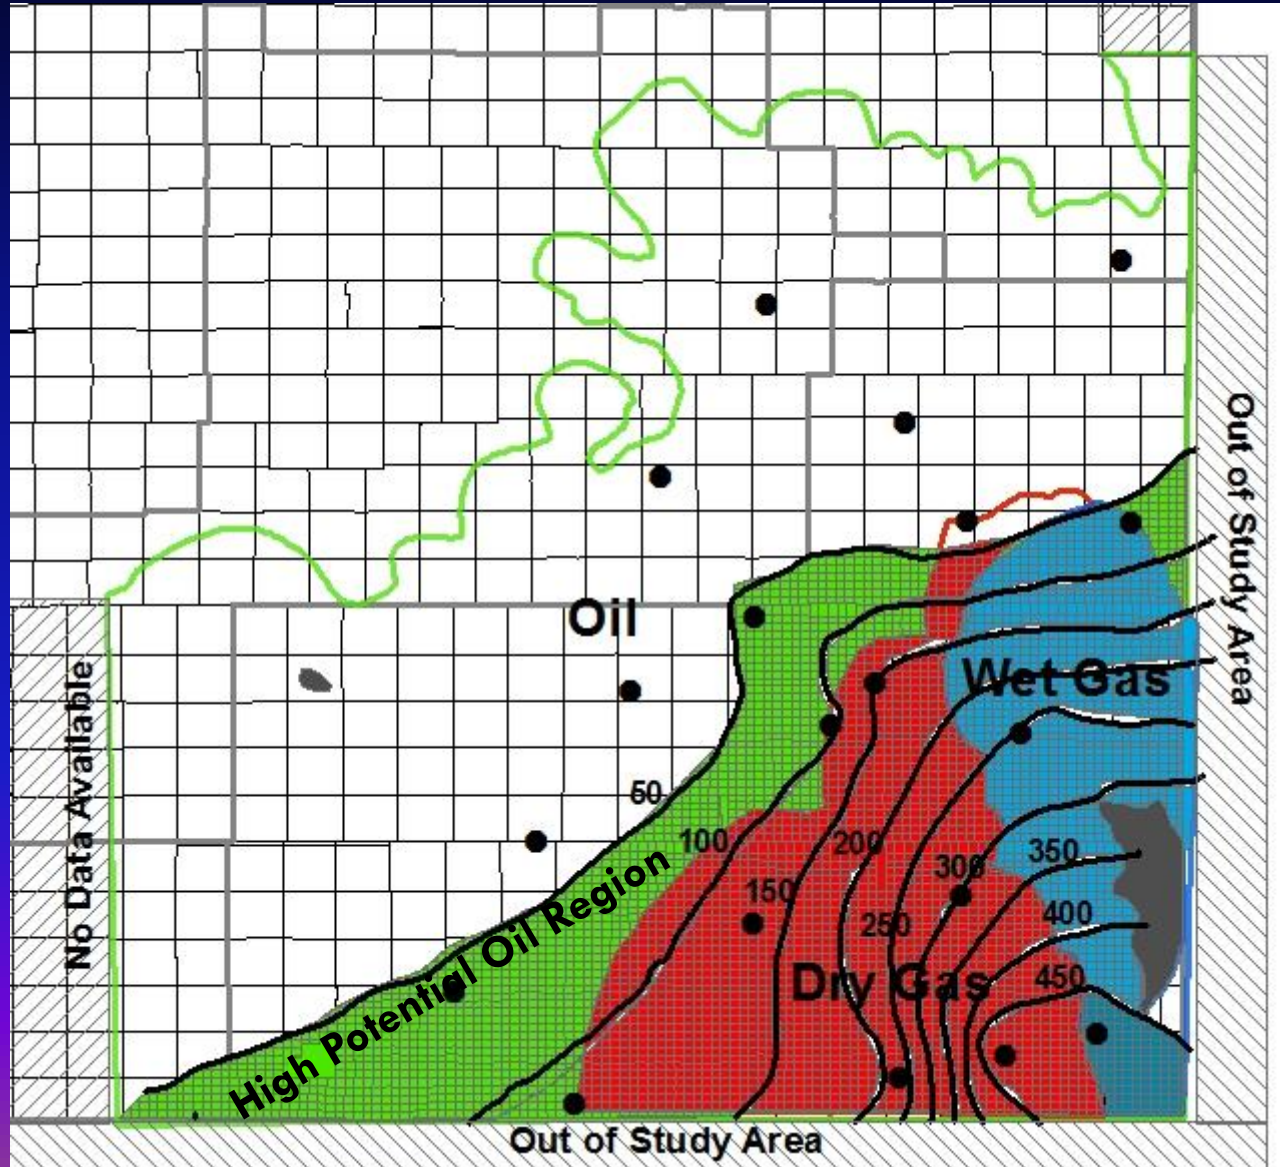 Oil
Out of Study Area
Wet Gas
No Data Available
50
100
200
350
300
150
High Potential Oil Region
400
250
450
Dry Gas
Out of Study Area